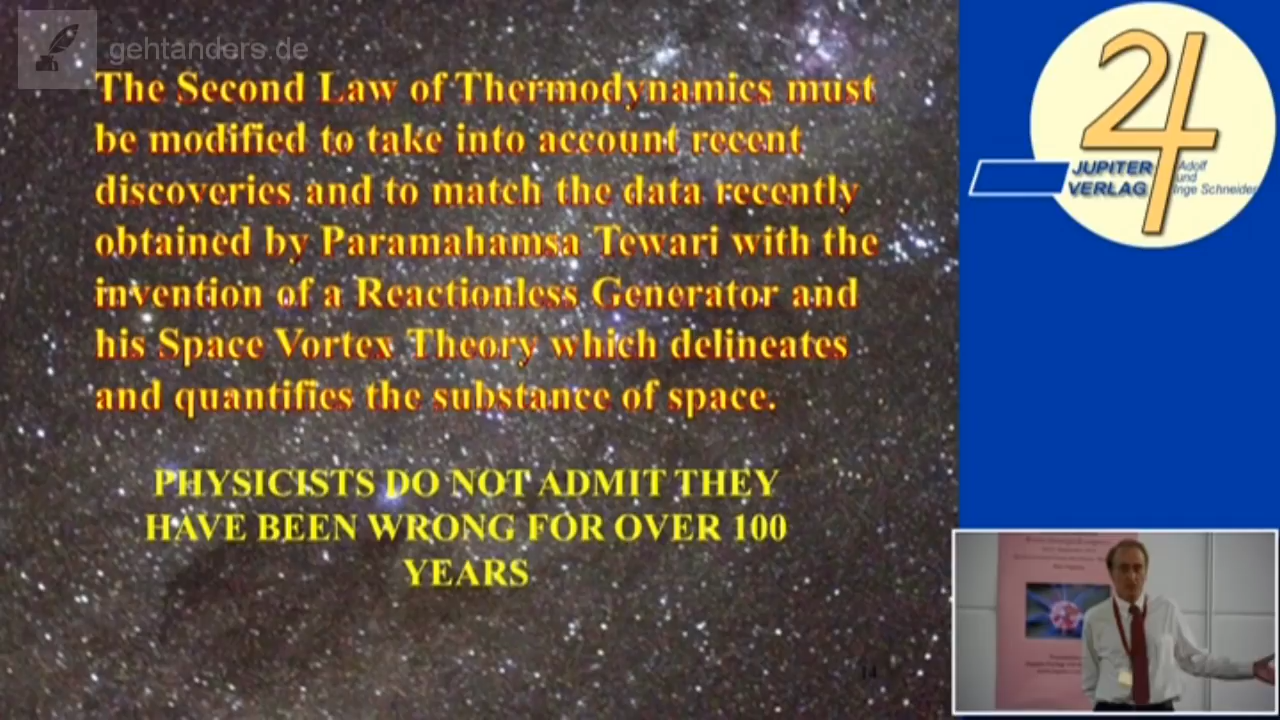 gehtanders.de
The Second Law of Thermodynamics must
be modified to take into account recent
discoveries and to match the data recently
obtained by Paramahamsa Tewari with the
invention of a Reactionless Generator and
his Space Vortex Theory which delineates
and quantifies the substance of space.
PHYSICISTS DO NOT ADMIT THEY
HAVE BEEN WRONG FOR OVER 100
YEARS
14
24
JUPITER
VERLAG
Adolf
und
Inge Schneider